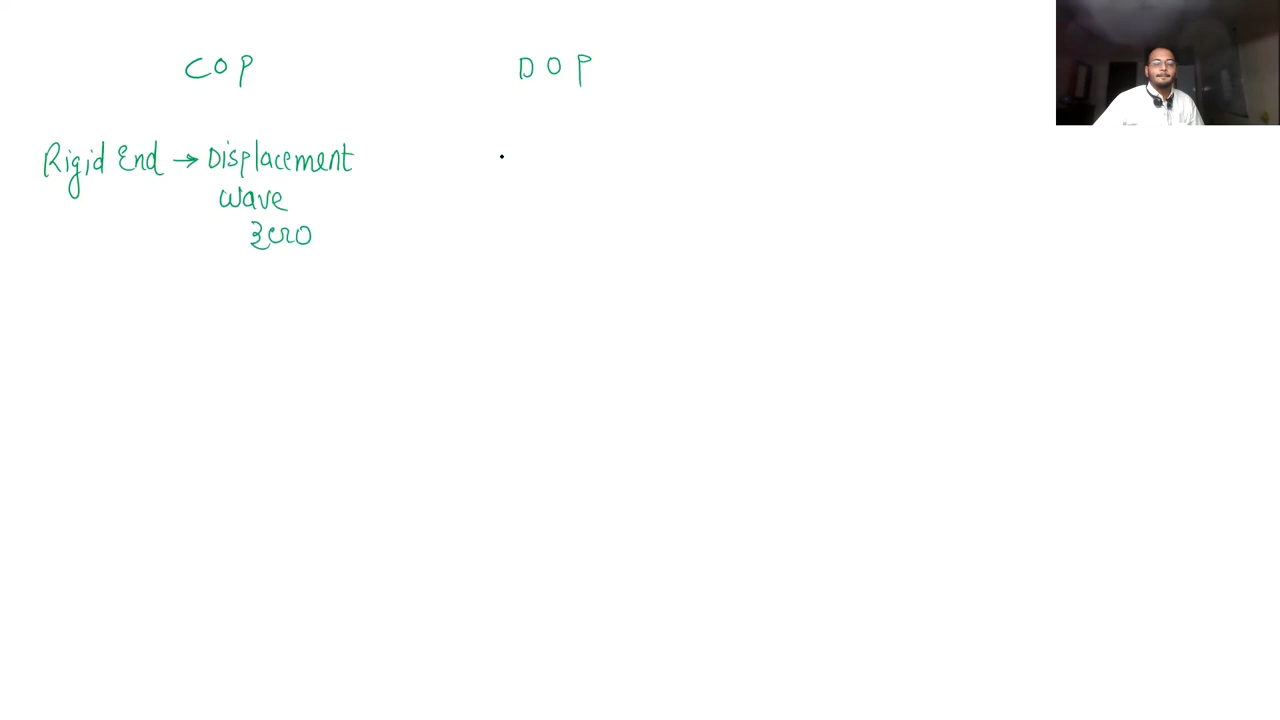 COP
DOP
Rigid End → Displacement
wave
zero